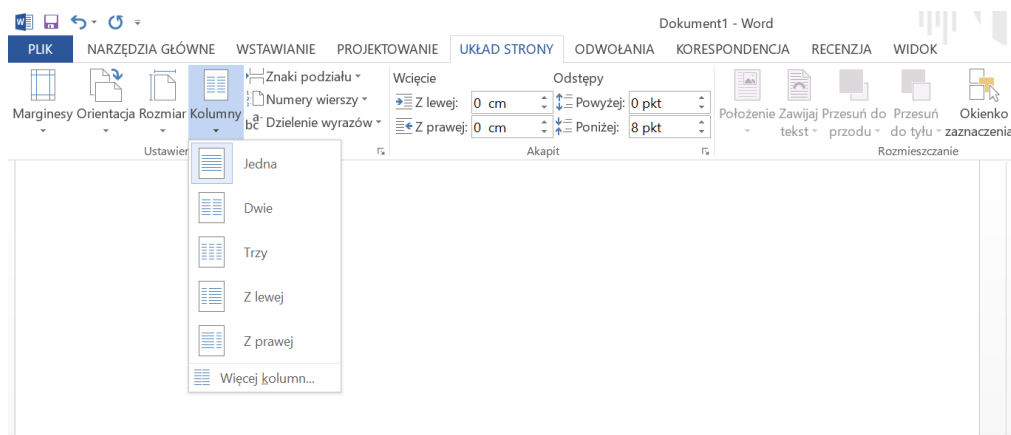 Dokument1 - Word
PLIK NARZĘDZIA GŁÓWNE WSTAWIANIE PROJEKTOWANIE UKŁAD STRONY ODWOŁANIA KORESPONDENCJA RECENZJA WIDOK
Marginesy Orientacja Rozmiar Kolumny
Znaki podziału
Numery wierszy
Dzielenie wyrazów
Ustawien
Wcięcie Odstępy
Z lewej: 0 cm Powyżej: 0 pkt
Z prawej: 0 cm Poniżej: 8 pkt
Akapit
Położenie Zawijaj tekst Przesuń do przodu Przesuń do tyłu Okienko zaznaczenia
Rozmieszczanie
Jedna
Dwie
Trzy
Z lewej
Z prawej
Więcej kolumn...